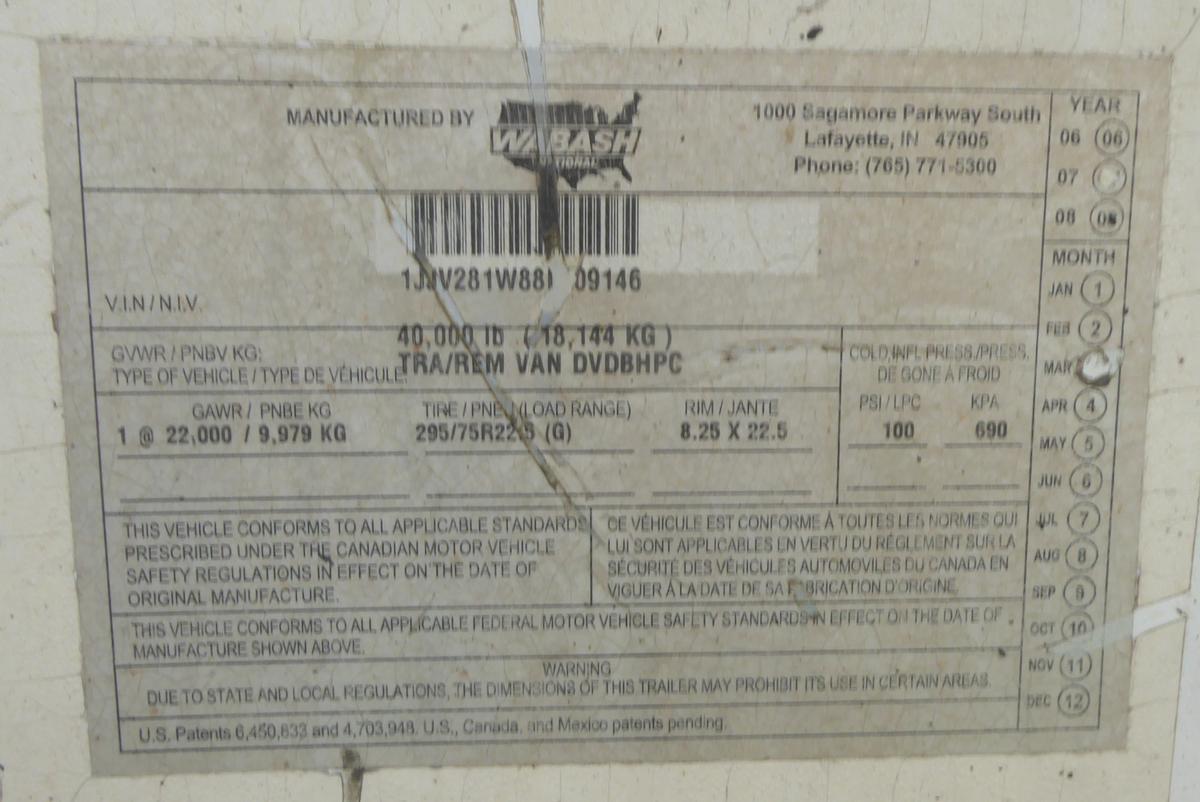 MANUFACTURED BY
WABASH
NATIONAL
1000 Sagamore Parkway South
Lafayette, IN 47905
Phone: (765) 771-5300
1JJV281W88 09146
V.I.N / N.I.V.
40,000 lb ( 18,144 KG )
GVWR / PNBV KG:
TYPE OF VEHICLE / TYPE DE VÉHICULE: TRA/REM VAN DVDBHPC
COLD INFL PRESS./PRESS.
DE GONE À FROID
GAWR / PNBE KG TIRE / PNEU (LOAD RANGE) RIM / JANTE PSI / LPC KPA
1 @ 22,000 / 9,979 KG 295/75R22.5 (G) 8.25 X 22.5 100 690
THIS VEHICLE CONFORMS TO ALL APPLICABLE STANDARDS
PRESCRIBED UNDER THE CANADIAN MOTOR VEHICLE
SAFETY REGULATIONS IN EFFECT ON THE DATE OF
ORIGINAL MANUFACTURE.
CE VÉHICULE EST CONFORME À TOUTES LES NORMES QUI
LUI SONT APPLICABLES EN VERTU DU RÉGLEMENT SUR LA
SÉCURITÉ DES VÉHICULES AUTOMOVILES DU CANADA EN
VIGUER À LA DATE DE SA FABRICATION D'ORIGINE.
THIS VEHICLE CONFORMS TO ALL APPLICABLE FEDERAL MOTOR VEHICLE SAFETY STANDARDS IN EFFECT ON THE DATE OF
MANUFACTURE SHOWN ABOVE.
WARNING
DUE TO STATE AND LOCAL REGULATIONS, THE DIMENSIONS OF THIS TRAILER MAY PROHIBIT ITS USE IN CERTAIN AREAS.
U.S. Patents 6,450,833 and 4,703,948. U.S., Canada, and Mexico patents pending.
YEAR
06 06
07
08 08
MONTH
JAN 1
FEB 2
MAR
APR 4
MAY 5
JUN 6
JUL 7
AUG 8
SEP 9
OCT 10
NOV 11
DEC 12